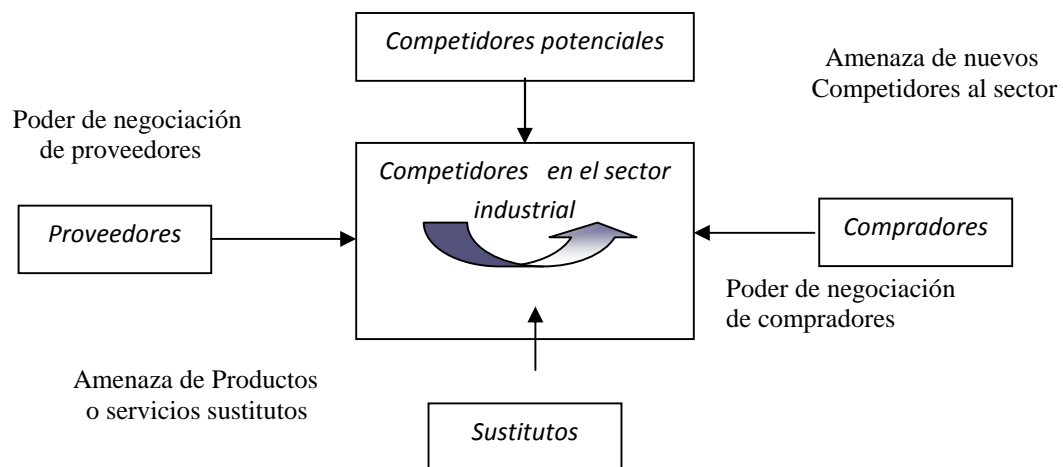 Competidores potenciales
Amenaza de nuevos
Competidores al sector
Poder de negociación
de proveedores
Competidores en el sector
industrial
Proveedores
Compradores
Poder de negociación
de compradores
Amenaza de Productos
o servicios sustitutos
Sustitutos